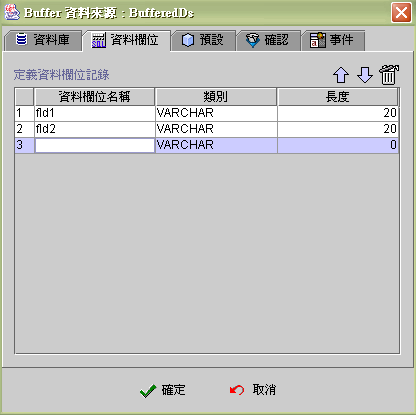 Buffer 資料來源 : BufferedDs
資料庫 資料欄位 預設 確認 事件
定義資料欄位記錄
資料欄位名稱 類別 長度
1 fld1 VARCHAR 20
2 fld2 VARCHAR 20
3 VARCHAR 0
確定 取消